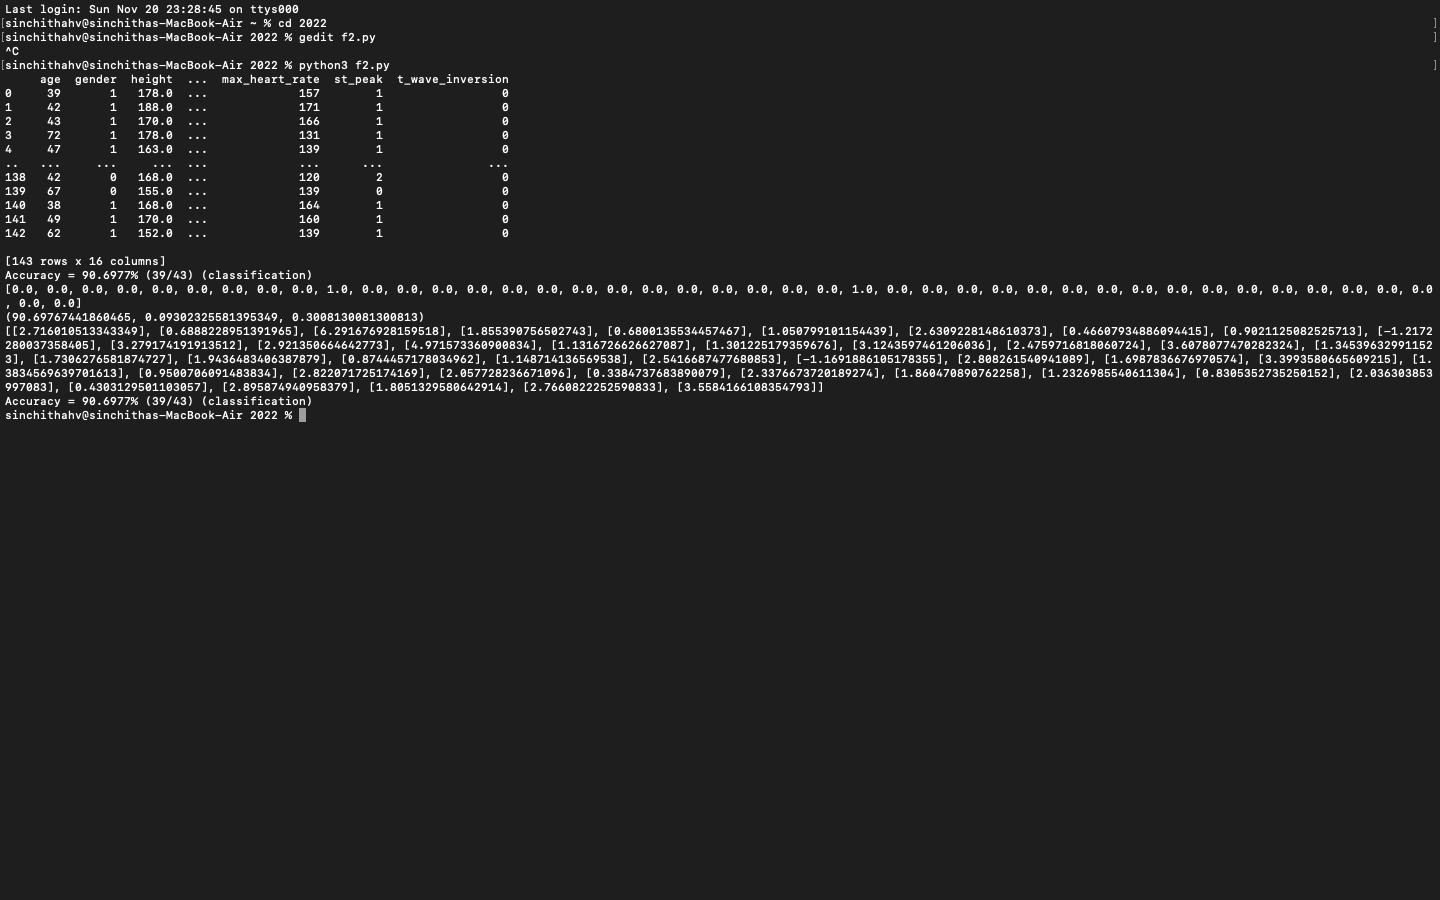 Last login: Sun Nov 20 23:28:45 on ttys000
[sinchithahv@sinchithas-MacBook-Air ~ % cd 2022 ]
[sinchithahv@sinchithas-MacBook-Air 2022 % gedit f2.py ]
^C
[sinchithahv@sinchithas-MacBook-Air 2022 % python3 f2.py ]
     age  gender  height  ...  max_heart_rate  st_peak  t_wave_inversion
0     39       1   178.0  ...             157        1                 0
1     42       1   188.0  ...             171        1                 0
2     43       1   170.0  ...             166        1                 0
3     72       1   178.0  ...             131        1                 0
4     47       1   163.0  ...             139        1                 0
..   ...     ...     ...  ...             ...      ...               ...
138   42       0   168.0  ...             120        2                 0
139   67       0   155.0  ...             139        0                 0
140   38       1   168.0  ...             164        1                 0
141   49       1   170.0  ...             160        1                 0
142   62       1   152.0  ...             139        1                 0
[143 rows x 16 columns]
Accuracy = 90.6977% (39/43) (classification)
[0.0, 0.0, 0.0, 0.0, 0.0, 0.0, 0.0, 0.0, 0.0, 1.0, 0.0, 0.0, 0.0, 0.0, 0.0, 0.0, 0.0, 0.0, 0.0, 0.0, 0.0, 0.0, 0.0, 0.0, 1.0, 0.0, 0.0, 0.0, 0.0, 0.0, 0.0, 0.0, 0.0, 0.0, 0.0, 0.0, 0.0, 0.0, 0.0, 0.0, 0.0
, 0.0, 0.0]
(90.69767441860465, 0.09302325581395349, 0.3008130081300813)
[[2.716010513343349], [0.6888228951391965], [6.291676928159518], [1.855390756502743], [0.6800135534457467], [1.050799101154439], [2.6309228148610373], [0.46607934886094415], [0.9021125082525713], [-1.2172
280037358405], [3.279174191913512], [2.921350664642773], [4.971573360900834], [1.1316726626627087], [1.301225179359676], [3.1243597461206036], [2.4759716818060724], [3.6078077470282324], [1.34539632991152
3], [1.7306276581874727], [1.9436483406387879], [0.8744457178034962], [1.148714136569538], [2.5416687477680853], [-1.1691886105178355], [2.808261540941089], [1.6987836676970574], [3.3993580665609215], [1.
3834569639701613], [0.9500706091483834], [2.822071725174169], [2.057728236671096], [0.3384737683890079], [2.3376673720189274], [1.860470890762258], [1.2326985540611304], [0.8305352735250152], [2.036303853
997083], [0.4303129501103057], [2.895874940958379], [1.8051329580642914], [2.7660822252590833], [3.5584166108354793]]
Accuracy = 90.6977% (39/43) (classification)
sinchithahv@sinchithas-MacBook-Air 2022 %